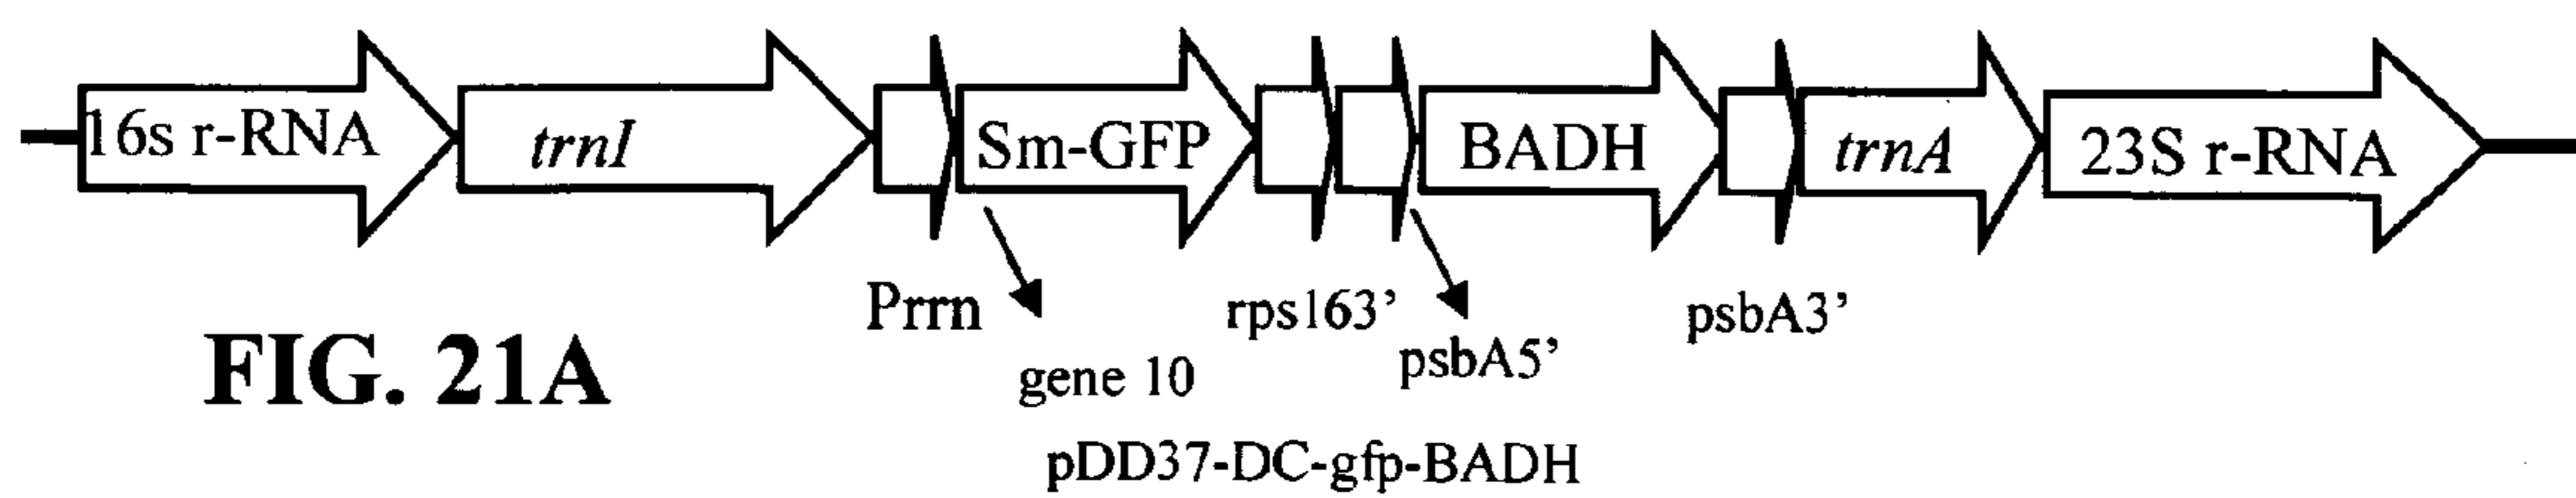 16s r-RNA trnI Sm-GFP BADH trnA 23S r-RNA
Prrn rps163’ psbA3’
FIG. 21A gene 10 psbA5’
pDD37-DC-gfp-BADH